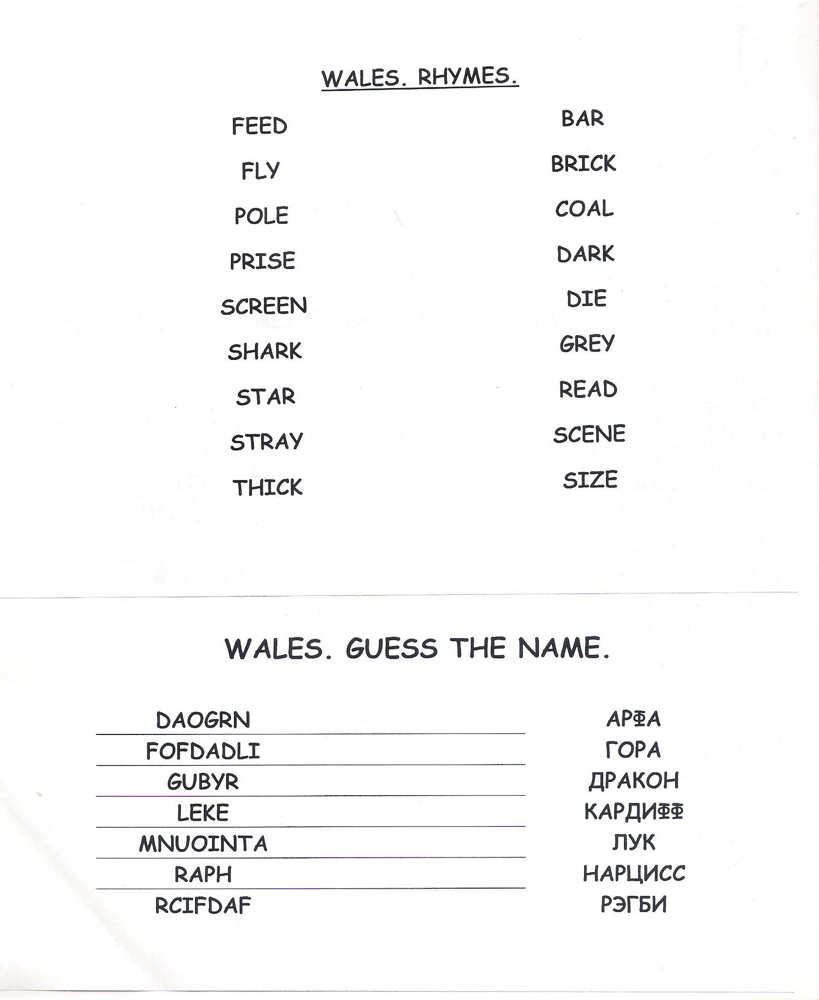 WALES. RHYMES.
FEED BAR
FLY BRICK
POLE COAL
PRISE DARK
SCREEN DIE
SHARK GREY
STAR READ
STRAY SCENE
THICK SIZE
WALES. GUESS THE NAME.
DAOGRN АРФА
FOFDADLI ГОРА
GUBYR ДРАКОН
LEKE КАРДИФФ
MNUOINTA ЛУК
RAPH НАРЦИСС
RCIFDAF РЭГБИ